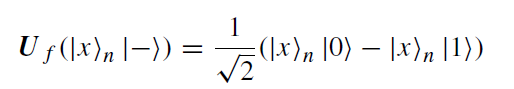 U_f(|x⟩_n |−⟩) = 1/√2 (|x⟩_n |0⟩ − |x⟩_n |1⟩)